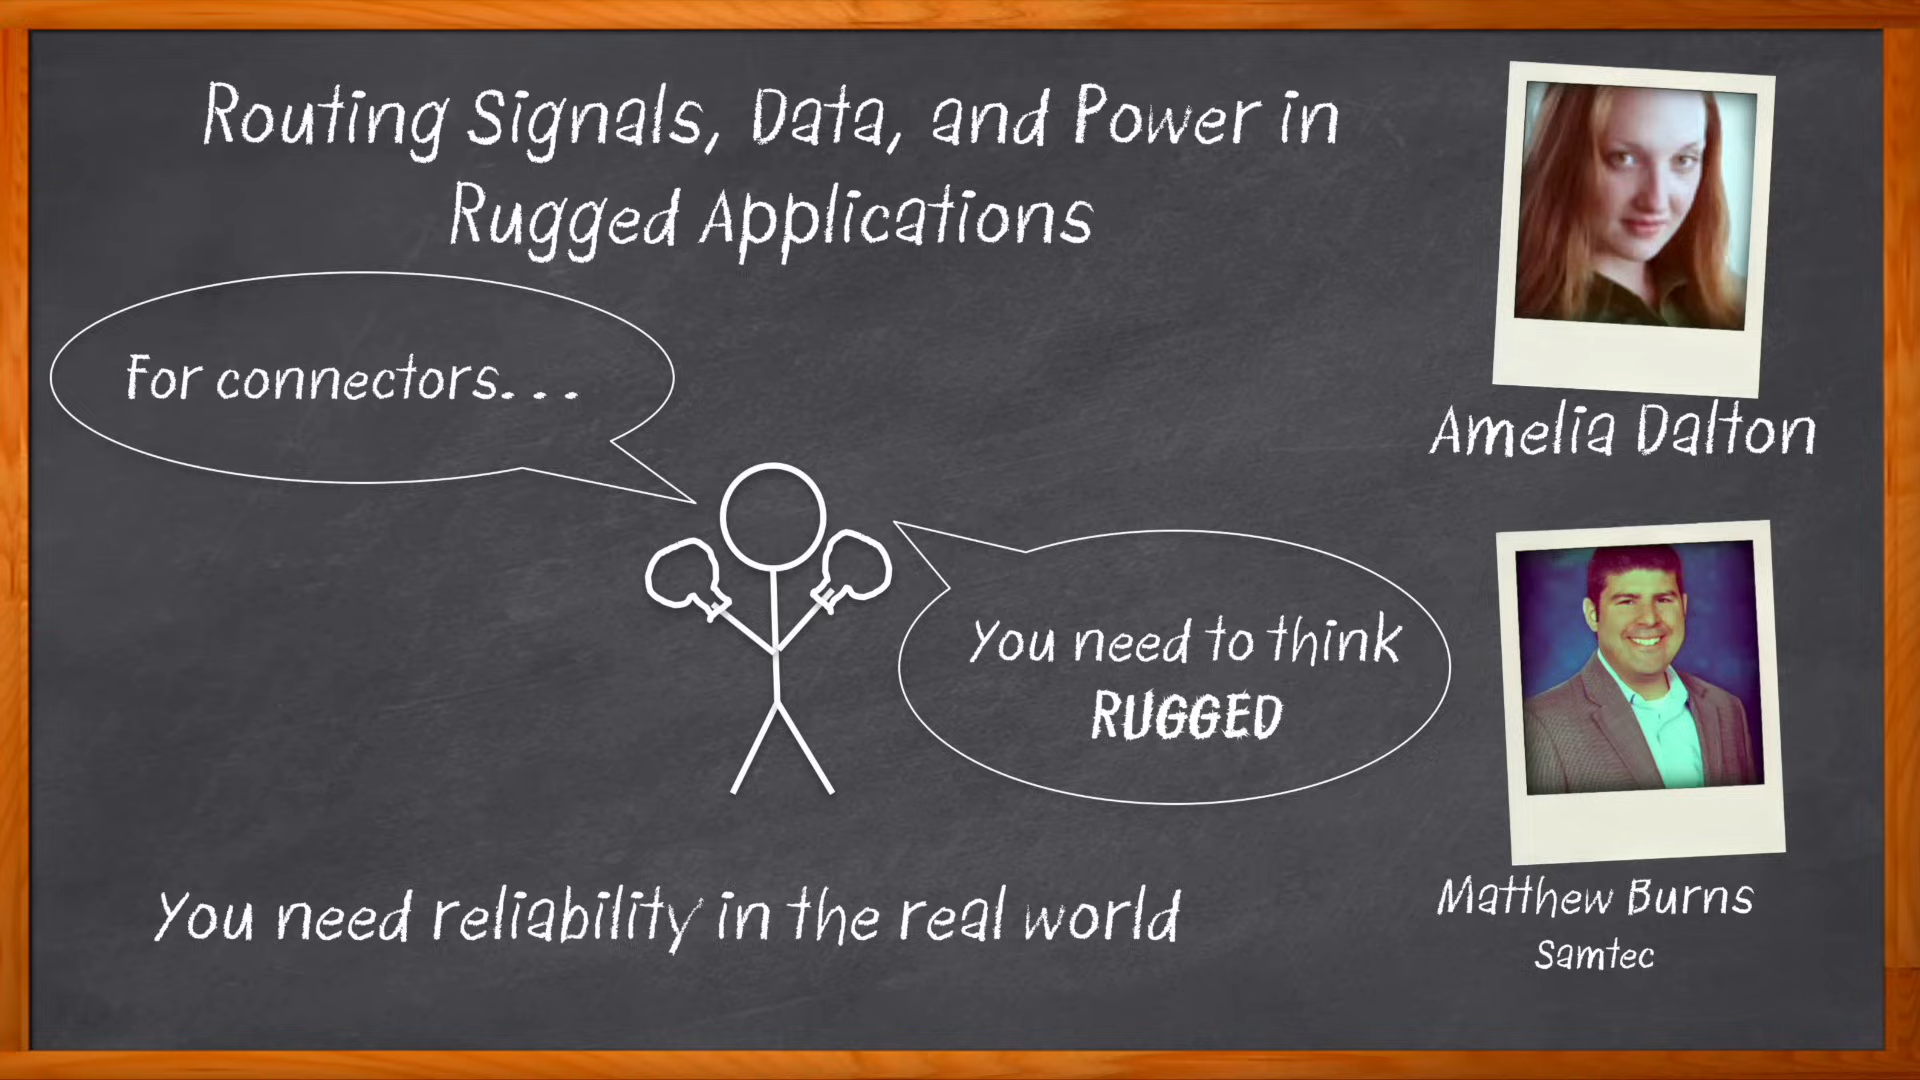 Routing Signals, Data, and Power in
Rugged Applications
For connectors. . .
You need to think
RUGGED
You need reliability in the real world
Amelia Dalton
Matthew Burns
Samtec